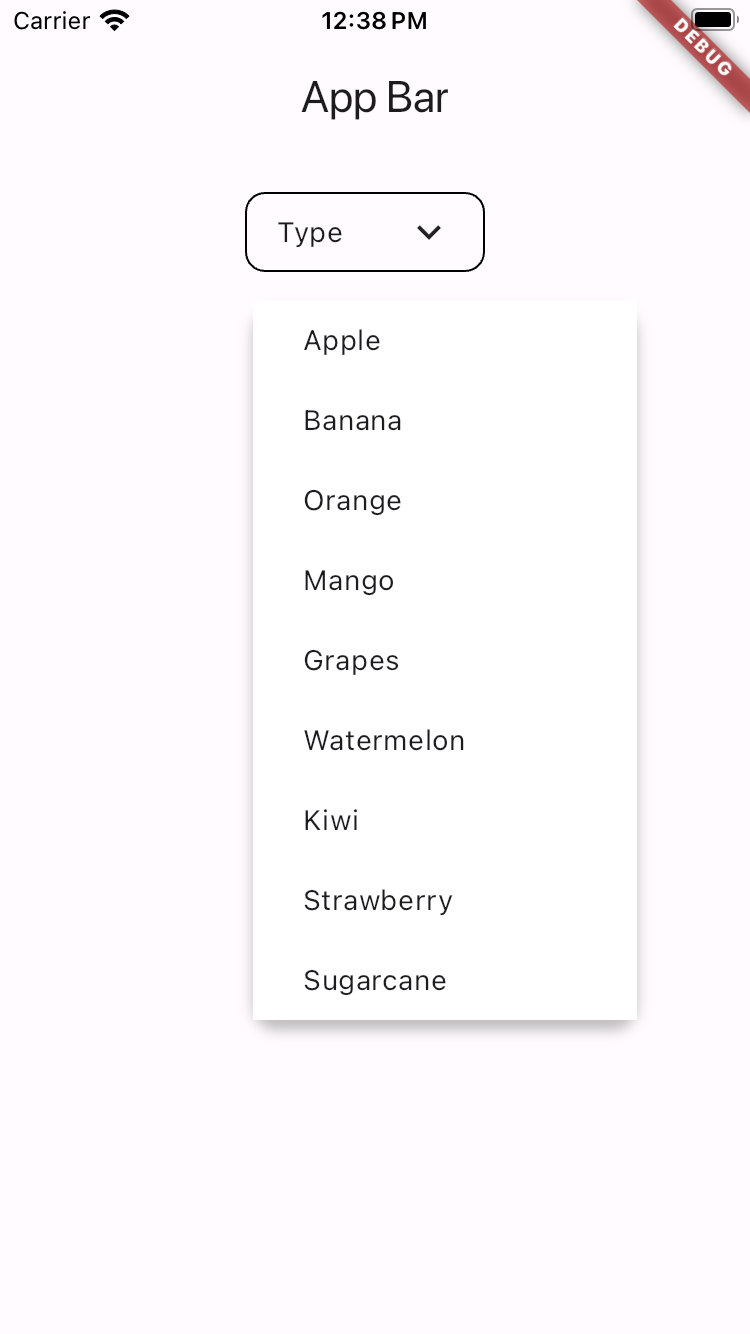 Carrier 12:38 PM
DEBUG
App Bar
Type
Apple
Banana
Orange
Mango
Grapes
Watermelon
Kiwi
Strawberry
Sugarcane